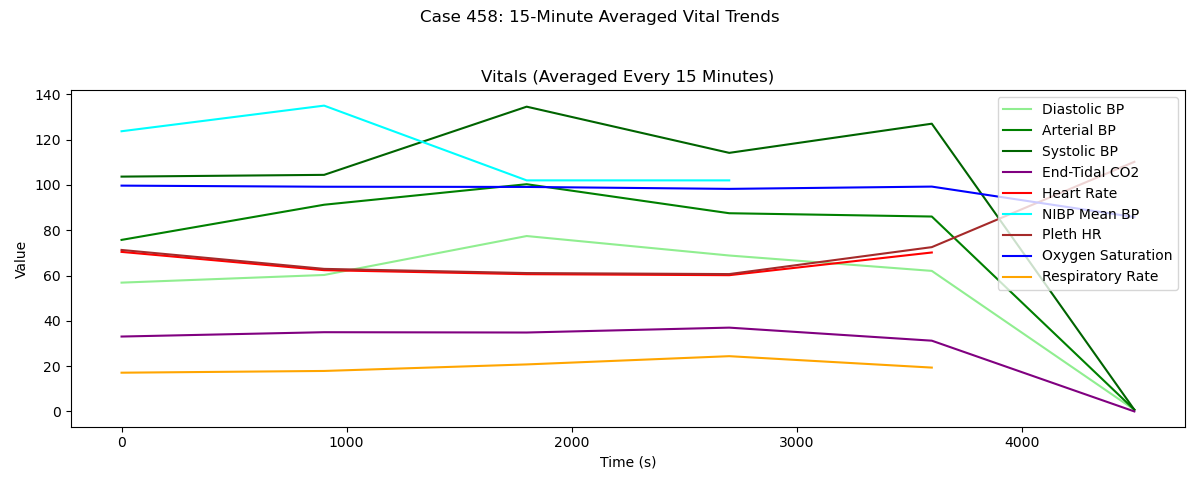 Case 458: 15-Minute Averaged Vital Trends
Vitals (Averaged Every 15 Minutes)
Value
140
120
100
80
60
40
20
0
Diastolic BP
Arterial BP
Systolic BP
End-Tidal CO2
Heart Rate
NIBP Mean BP
Pleth HR
Oxygen Saturation
Respiratory Rate
0
1000
2000
3000
4000
Time (s)